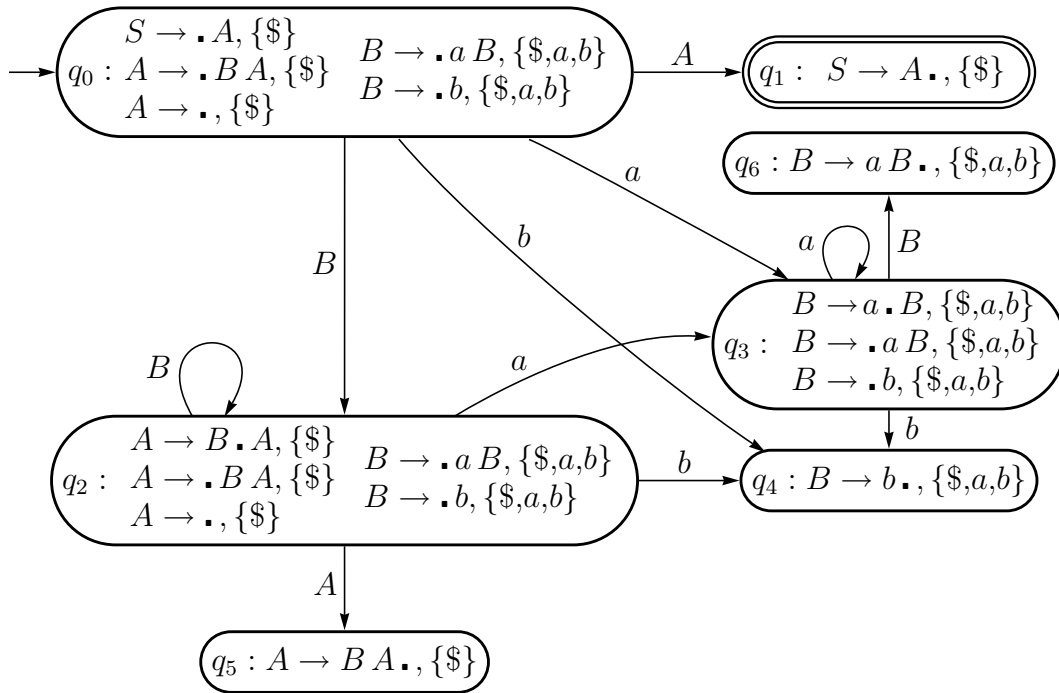 S → . A, {$}
q0 : A → . B A, {$}
A → . , {$}
B → . a B, {$,a,b}
B → . b, {$,a,b}
A
q1 : S → A . , {$}
q6 : B → a B . , {$,a,b}
a
b
B
a
B
B → a . B, {$,a,b}
q3 : B → . a B, {$,a,b}
B → . b, {$,a,b}
B
a
b
A → B . A, {$}
q2 : A → . B A, {$}
A → . , {$}
B → . a B, {$,a,b}
B → . b, {$,a,b}
b
q4 : B → b . , {$,a,b}
A
q5 : A → B A . , {$}